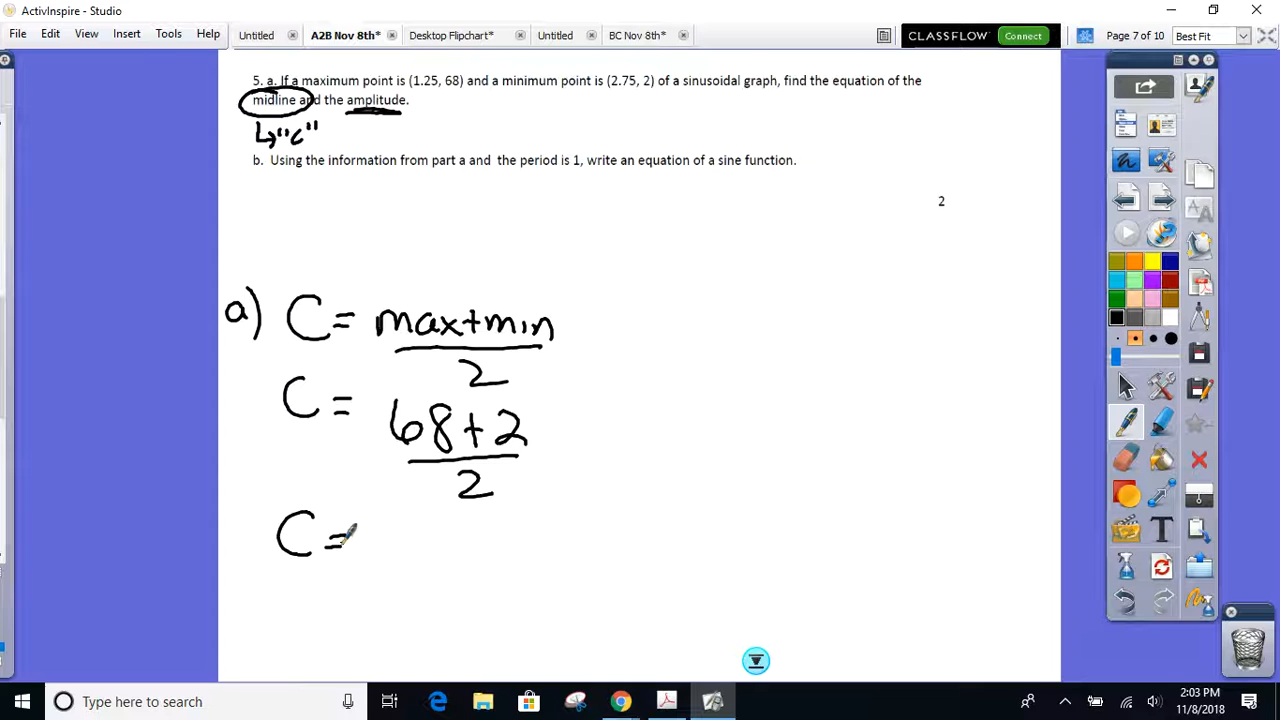 ActivInspire - Studio
File Edit View Insert Tools Help Untitled A2B Nov 8th* Desktop Flipchart* Untitled BC Nov 8th* CLASSFLOW Connect Page 7 of 10 Best Fit
5. a. If a maximum point is (1.25, 68) and a minimum point is (2.75, 2) of a sinusoidal graph, find the equation of the
midline and the amplitude.
↳"c"
b. Using the information from part a and the period is 1, write an equation of a sine function.
2
a) C = max+min
2
C = 68+2
2
C =
Type here to search
2:03 PM
11/8/2018